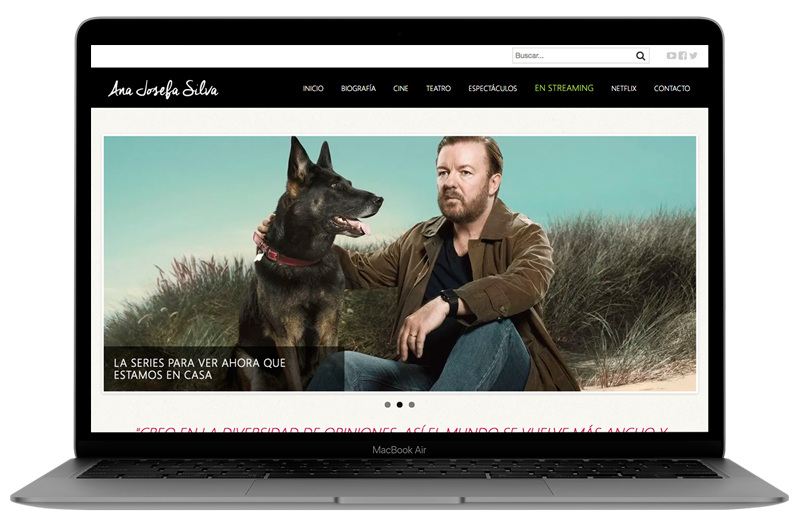 Buscar...
Ana Josefa Silva
INICIO BIOGRAFÍA CINE TEATRO ESPECTÁCULOS EN STREAMING NETFLIX CONTACTO
LA SERIES PARA VER AHORA QUE
ESTAMOS EN CASA
"CREO EN LA DIVERSIDAD DE OPINIONES, ASÍ EL MUNDO SE VUELVE MÁS ANCHO Y
MacBook Air